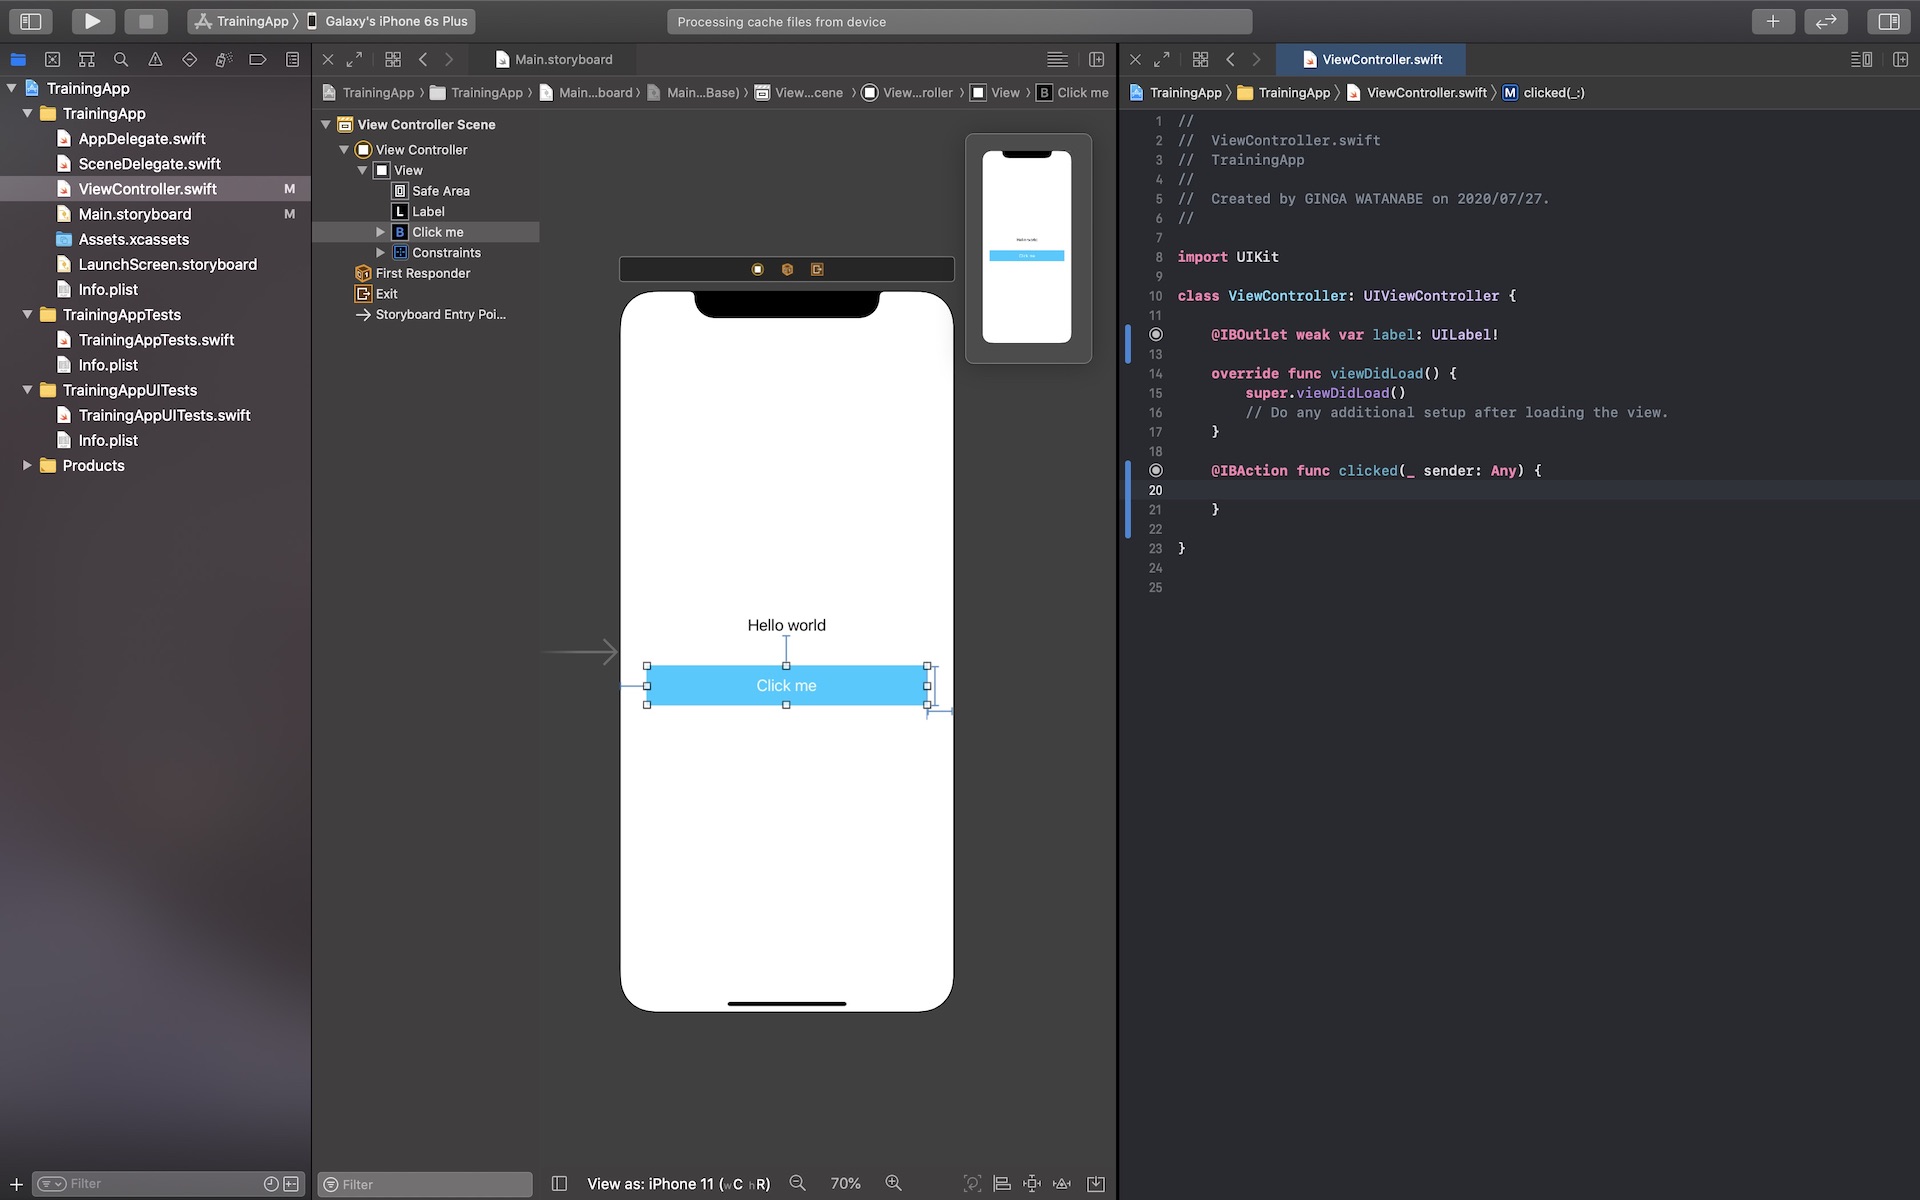 TrainingApp 〉 Galaxy's iPhone 6s Plus
Processing cache files from device
TrainingApp
TrainingApp
AppDelegate.swift
SceneDelegate.swift
ViewController.swift M
Main.storyboard M
Assets.xcassets
LaunchScreen.storyboard
Info.plist
TrainingAppTests
TrainingAppTests.swift
Info.plist
TrainingAppUITests
TrainingAppUITests.swift
Info.plist
Products
Filter
Main.storyboard
TrainingApp 〉 TrainingApp 〉 Main...board 〉 Main...Base) 〉 View...cene 〉 View...roller 〉 View 〉 B Click me
View Controller Scene
View Controller
View
Safe Area
L Label
B Click me
Constraints
First Responder
Exit
Storyboard Entry Poi...
Filter
Hello world
Click me
Hello world
Click me
View as: iPhone 11 (wC hR) 70%
ViewController.swift
TrainingApp 〉 TrainingApp 〉 ViewController.swift 〉 M clicked(_:)
1 //
2 // ViewController.swift
3 // TrainingApp
4 //
5 // Created by GINGA WATANABE on 2020/07/27.
6 //
7
8 import UIKit
9
10 class ViewController: UIViewController {
11
@IBOutlet weak var label: UILabel!
13
14 override func viewDidLoad() {
15 super.viewDidLoad()
16 // Do any additional setup after loading the view.
17 }
18
@IBAction func clicked(_ sender: Any) {
20
21 }
22
23 }
24
25